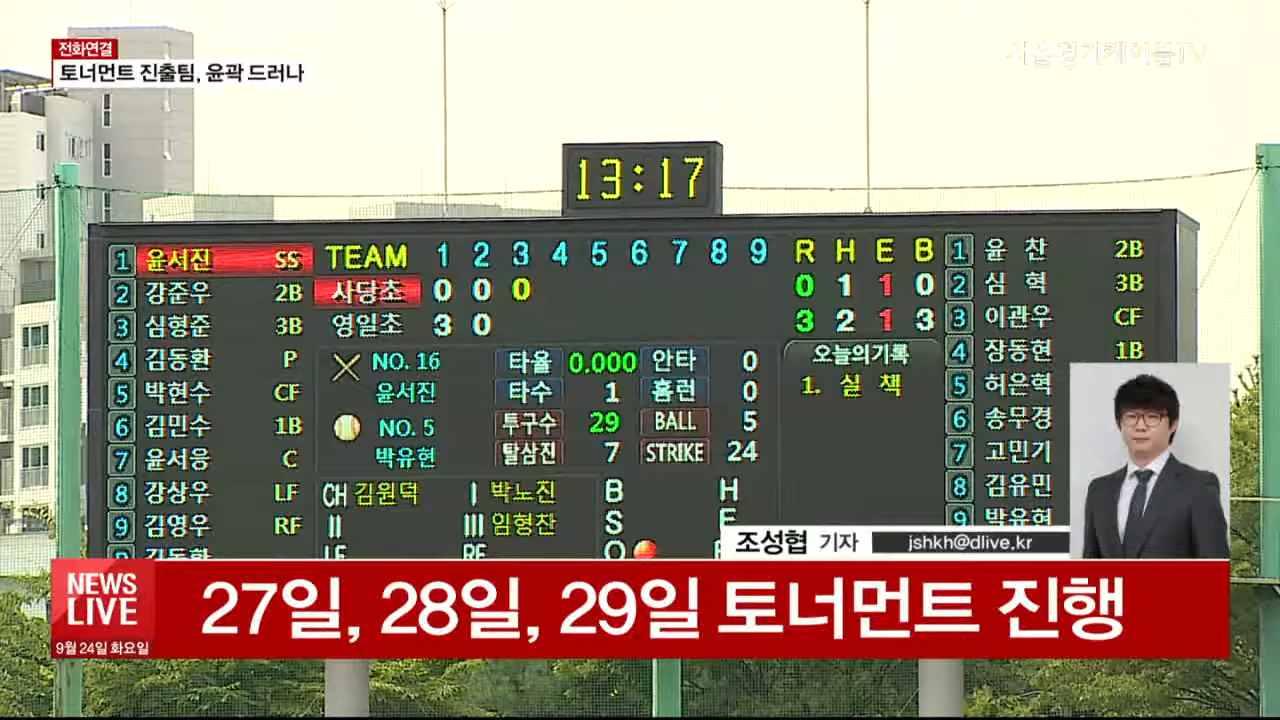 전화연결
토너먼트 진출팀, 윤곽 드러나
서울경기케이블TV
13:17
1 윤서진 SS
2 강준우 2B
3 심형준 3B
4 김동환 P
5 박현수 CF
6 김민수 1B
7 윤서응 C
8 강상우 LF
9 김영우 RF
TEAM 1 2 3 4 5 6 7 8 9 R H E B
사당초 0 0 0 0 1 1 0
영일초 3 0 3 2 1 3
NO. 16 타율 0.000 안타 0
윤서진 타수 1 홈런 0
NO. 5 투구수 29 BALL 5
박유현 탈삼진 7 STRIKE 24
오늘의기록
1. 실 책
CH 김원덕 I 박노진 B H
II III 임형찬 S E
LF RF O
1 윤 찬 2B
2 심 혁 3B
3 이관우 CF
4 장동현 1B
5 허은혁
6 송무경
7 고민기
8 김유민
9 박유현
조성협 기자 jshkh@dlive.kr
NEWS
LIVE
9월 24일 화요일
27일, 28일, 29일 토너먼트 진행